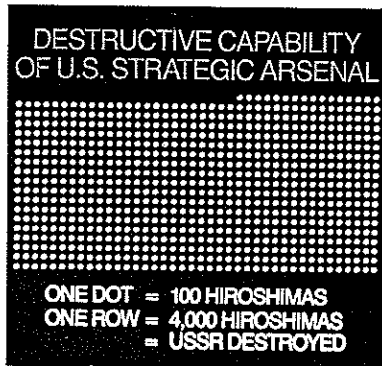 DESTRUCTIVE CAPABILITY
OF U.S. STRATEGIC ARSENAL
ONE DOT = 100 HIROSHIMAS
ONE ROW = 4,000 HIROSHIMAS
= USSR DESTROYED